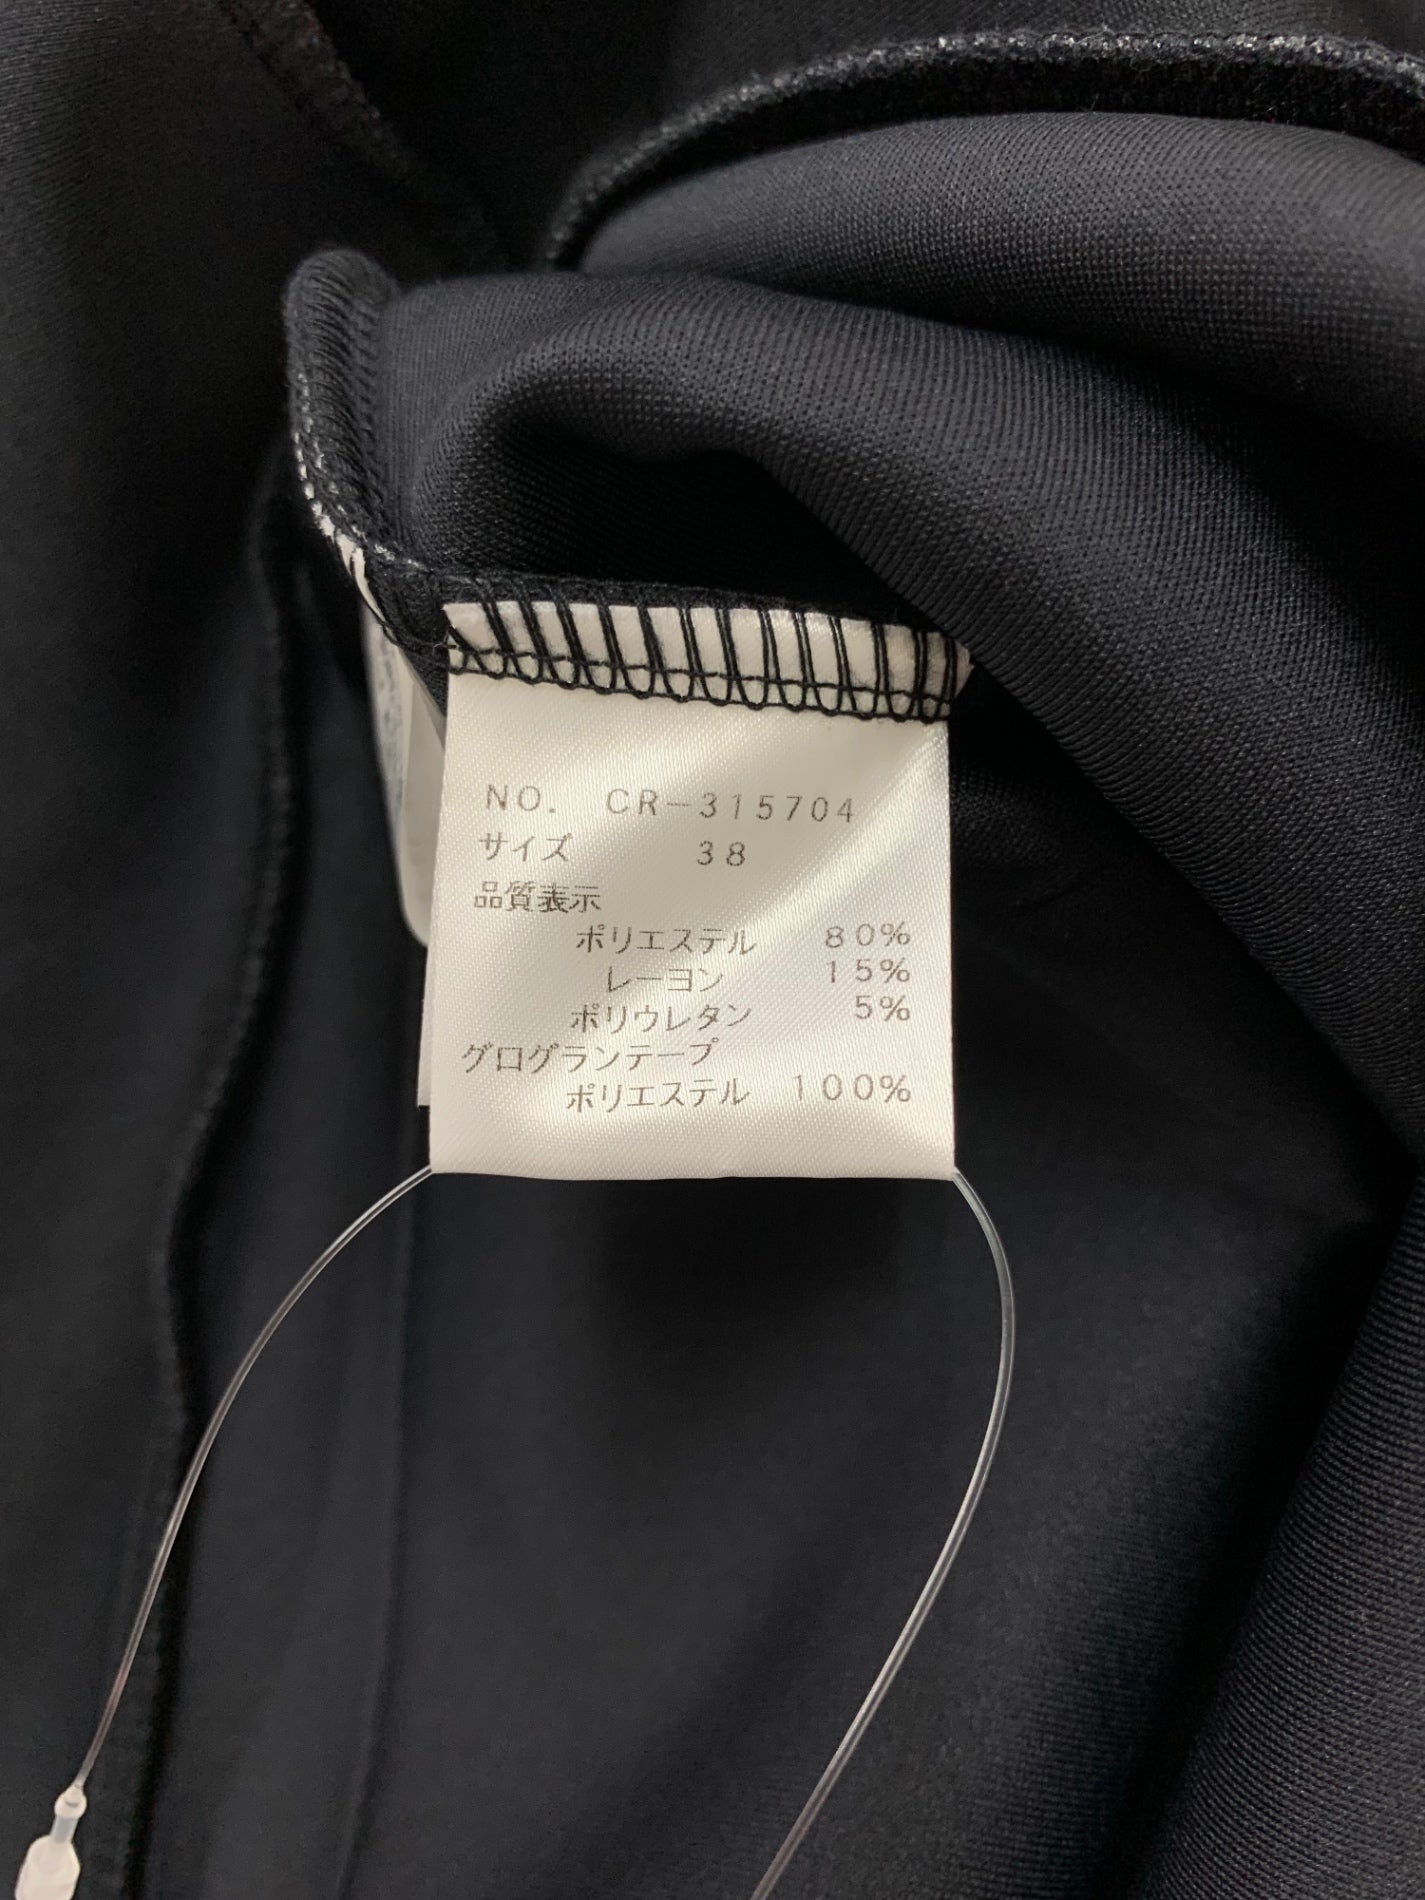 NO. CR-315704
サイズ 38
品質表示
ポリエステル 80%
レーヨン 15%
ポリウレタン 5%
グログランテープ
ポリエステル 100%